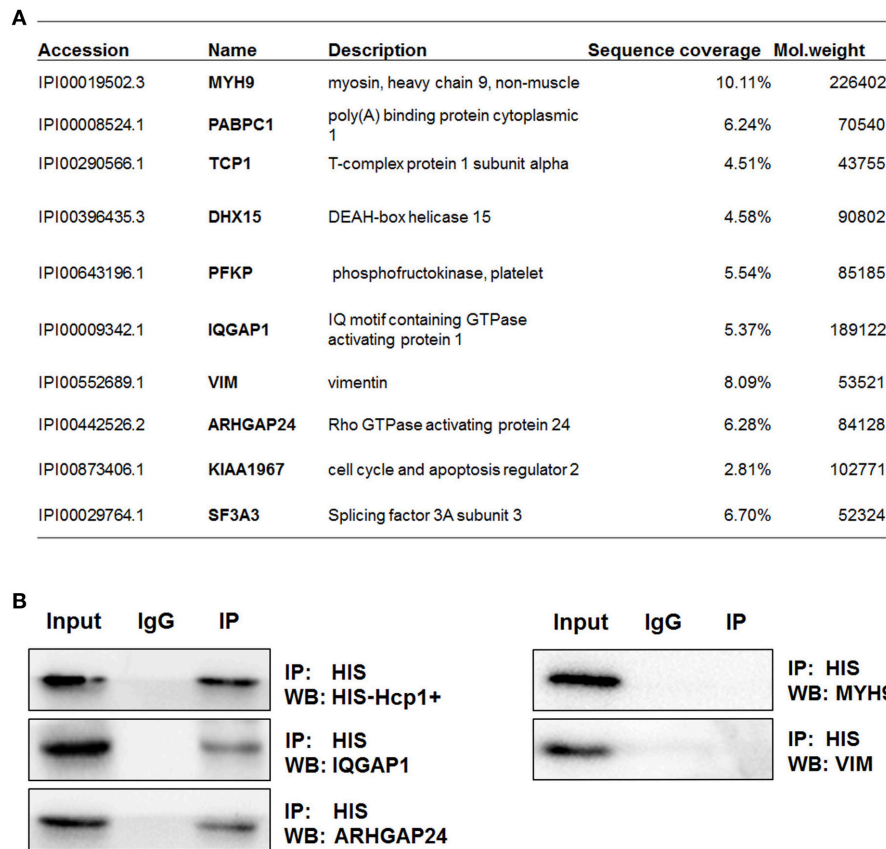 A
Accession Name Description Sequence coverage Mol.weight
IPI00019502.3 MYH9 myosin, heavy chain 9, non-muscle 10.11% 226402
IPI00008524.1 PABPC1 poly(A) binding protein cytoplasmic 1 6.24% 70540
IPI00290566.1 TCP1 T-complex protein 1 subunit alpha 4.51% 43755
IPI00396435.3 DHX15 DEAH-box helicase 15 4.58% 90802
IPI00643196.1 PFKP phosphofructokinase, platelet 5.54% 85185
IPI00009342.1 IQGAP1 IQ motif containing GTPase activating protein 1 5.37% 189122
IPI00552689.1 VIM vimentin 8.09% 53521
IPI00442526.2 ARHGAP24 Rho GTPase activating protein 24 6.28% 84128
IPI00873406.1 KIAA1967 cell cycle and apoptosis regulator 2 2.81% 102771
IPI00029764.1 SF3A3 Splicing factor 3A subunit 3 6.70% 52324
B
Input IgG IP
IP: HIS
WB: HIS-Hcp1+
IP: HIS
WB: IQGAP1
IP: HIS
WB: ARHGAP24
Input IgG IP
IP: HIS
WB: MYH9
IP: HIS
WB: VIM